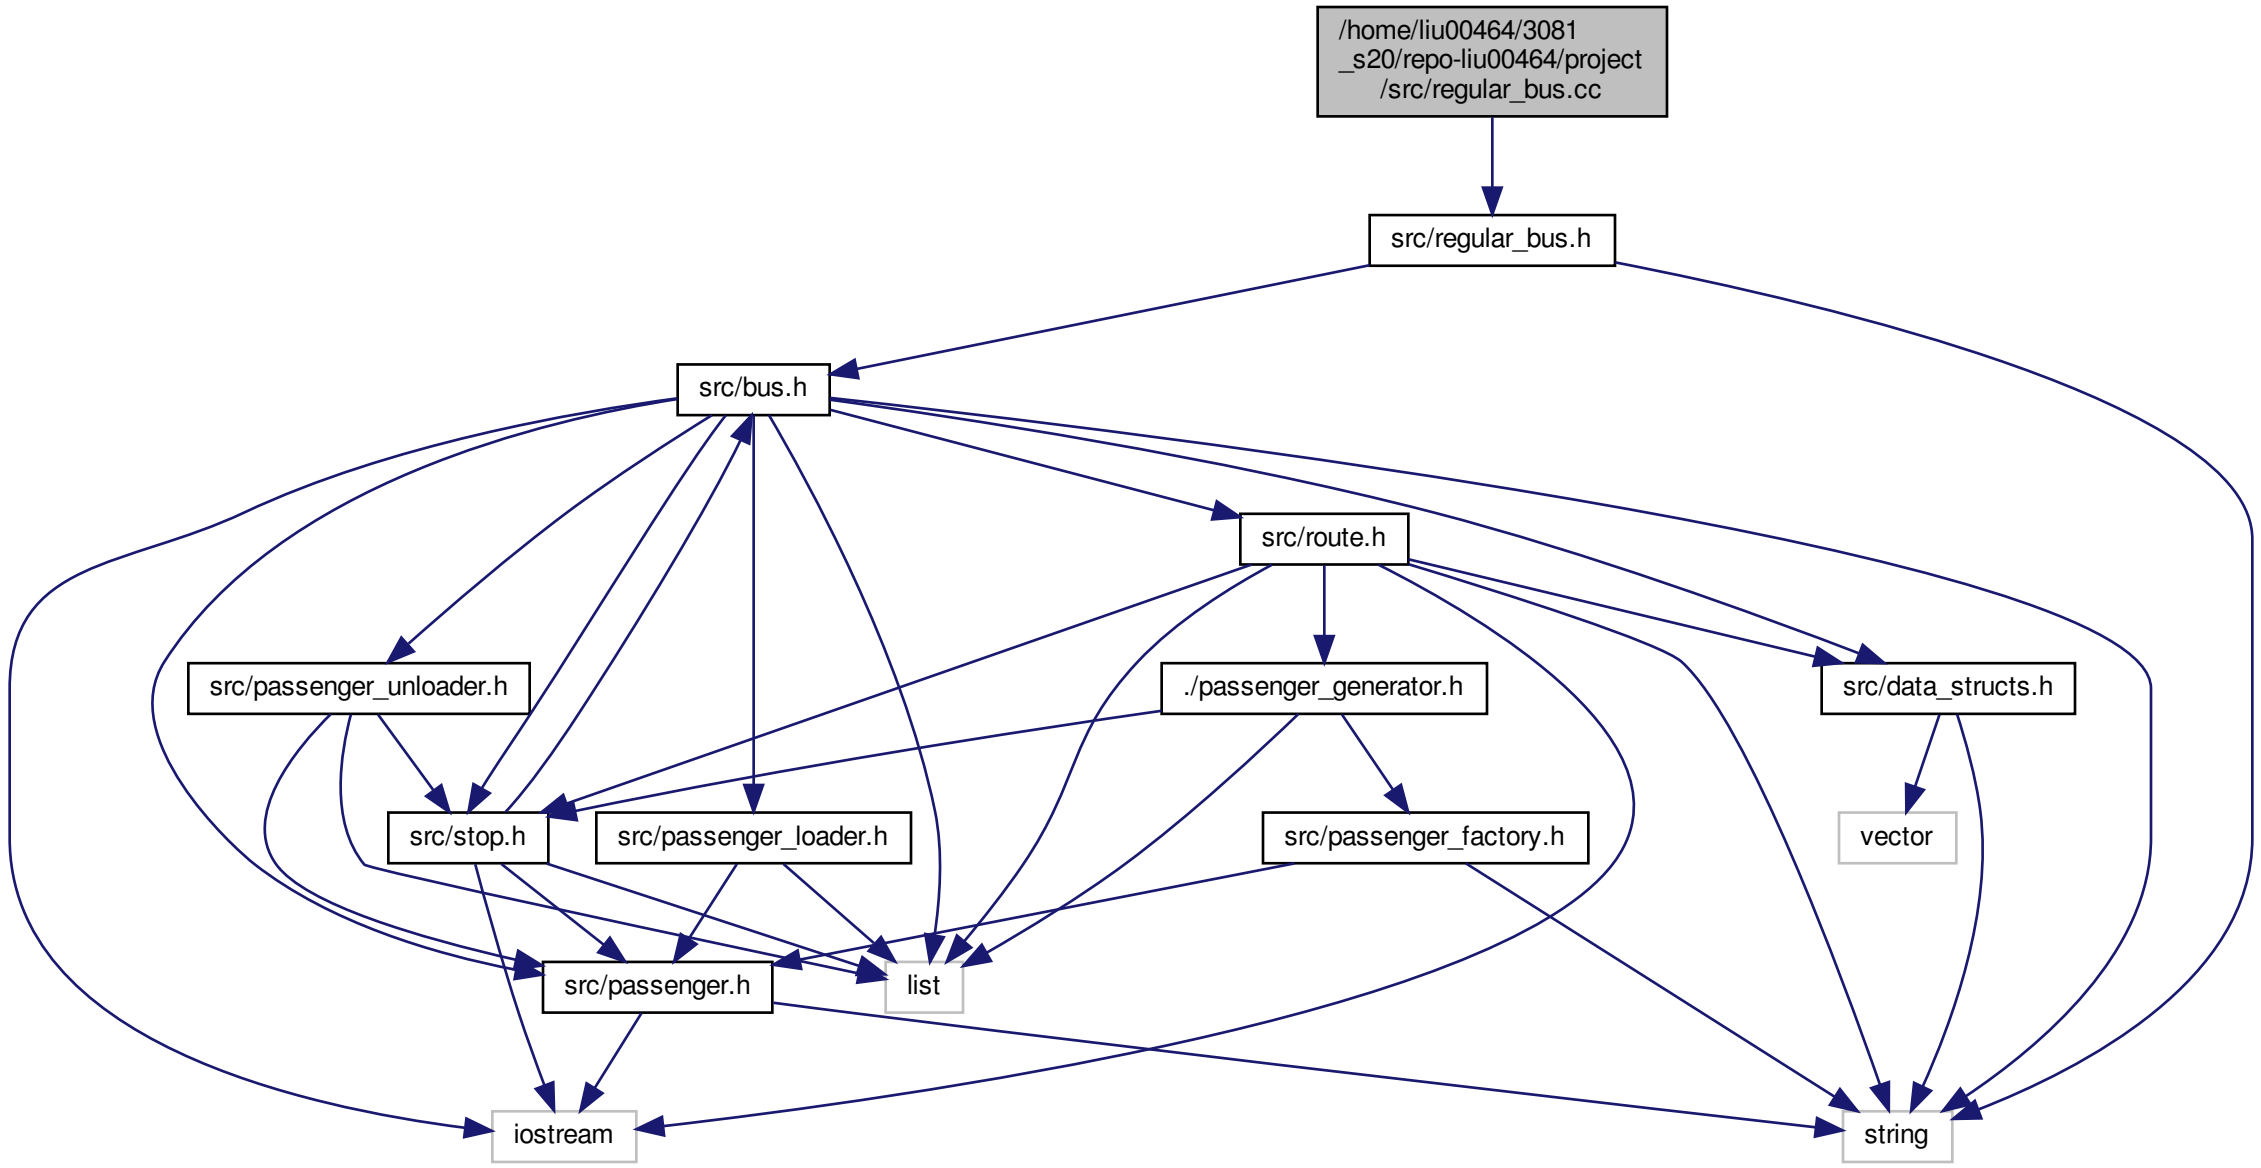 /home/liu00464/3081
_s20/repo-liu00464/project
/src/regular_bus.cc
src/regular_bus.h
src/bus.h
src/route.h
src/passenger_unloader.h
./passenger_generator.h
src/data_structs.h
src/stop.h
src/passenger_loader.h
src/passenger_factory.h
vector
src/passenger.h
list
iostream
string